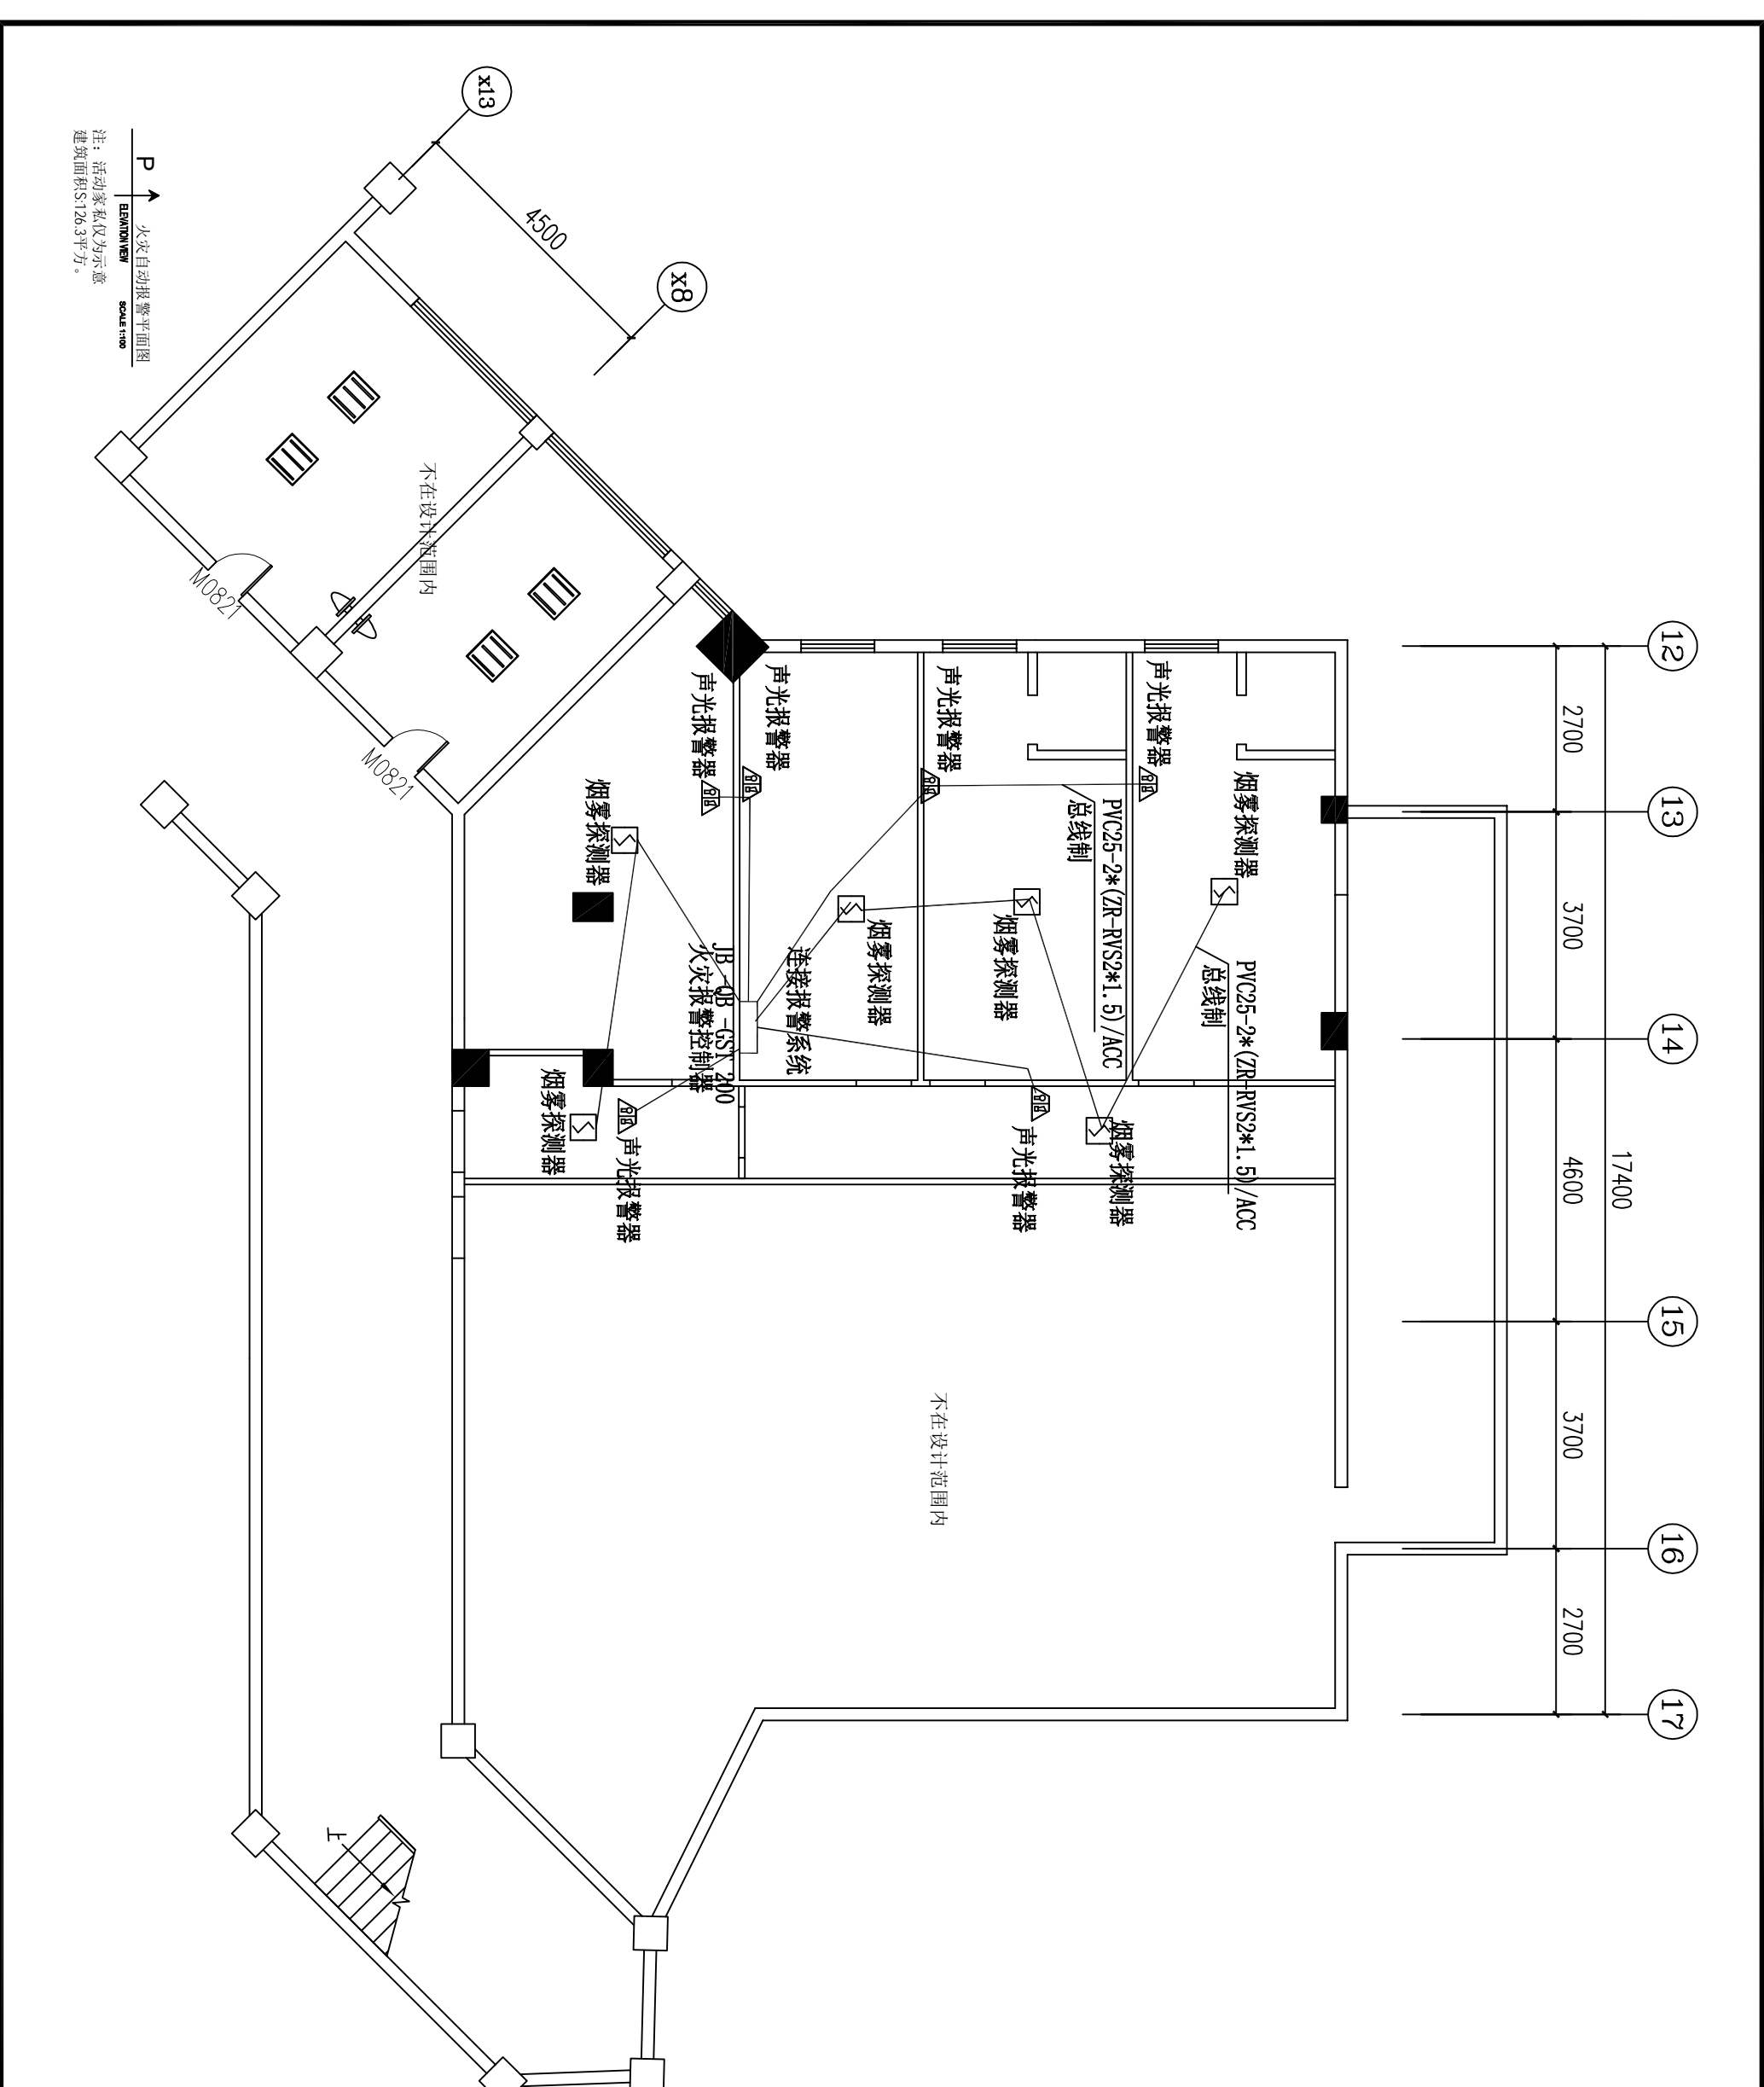 12
13
14
15
16
17
2700
3700
4600
3700
2700
17400
x13
x8
4500
不在设计范围内
M0821
M0821
声光报警器
声光报警器
声光报警器
声光报警器
烟雾探测器
PVC25-2*(ZR-RVS2*1.5)/ACC
总线制
PVC25-2*(ZR-RVS2*1.5)/ACC
总线制
烟雾探测器
烟雾探测器
烟雾探测器
连接报警系统
JB -QB -GST 200
火灾报警控制器
烟雾探测器
声光报警器
声光报警器
烟雾探测器
不在设计范围内
上
P
火灾自动报警平面图
ELEVATION VIEW SCALE 1:100
注：活动家私仅为示意
建筑面积S:126.3平方。